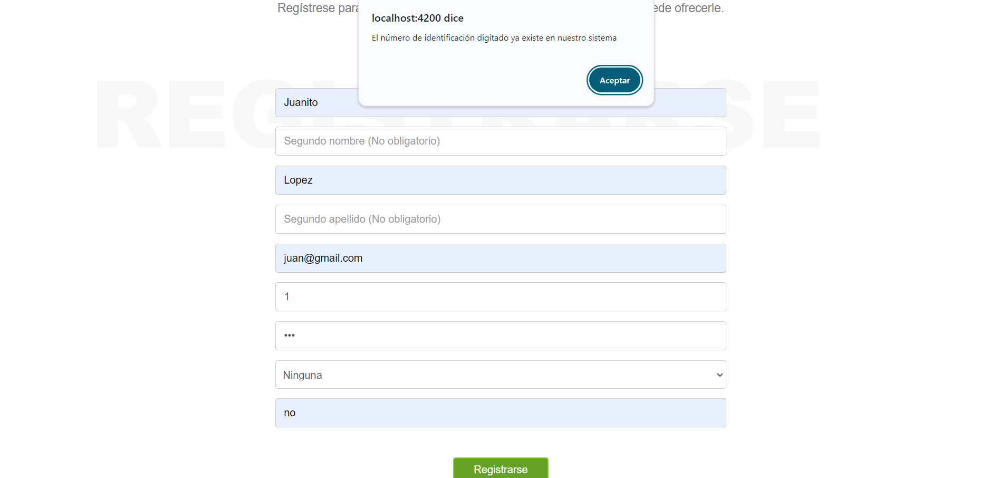 Regístrese para
ede ofrecerle.
localhost:4200 dice
El número de identificación digitado ya existe en nuestro sistema
Aceptar
REGISTRARSE
Juanito
Segundo nombre (No obligatorio)
Lopez
Segundo apellido (No obligatorio)
juan@gmail.com
1
•••
Ninguna
no
Registrarse